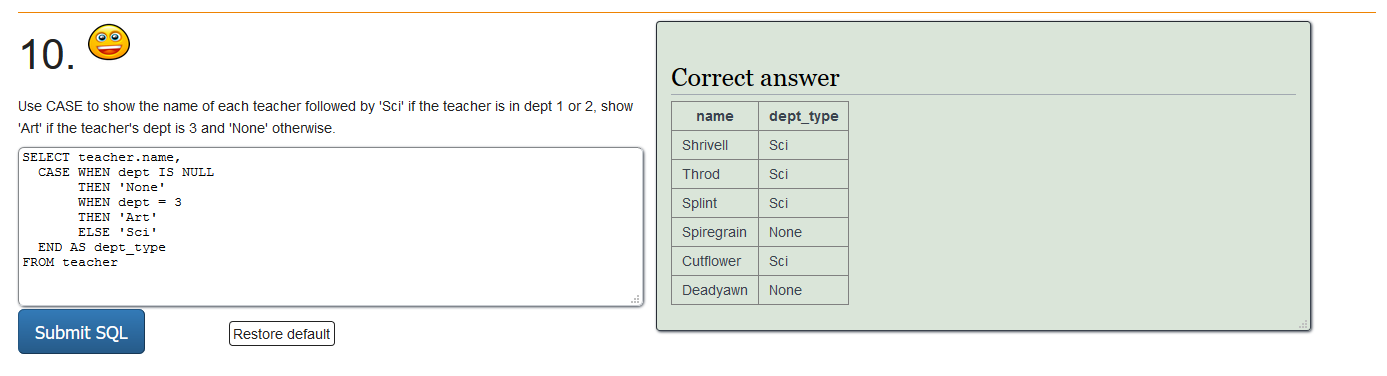 10.
Use CASE to show the name of each teacher followed by 'Sci' if the teacher is in dept 1 or 2, show
'Art' if the teacher's dept is 3 and 'None' otherwise.
SELECT teacher.name,
  CASE WHEN dept IS NULL
       THEN 'None'
       WHEN dept = 3
       THEN 'Art'
       ELSE 'Sci'
  END AS dept_type
FROM teacher
Submit SQL
Restore default
Correct answer
name dept_type
Shrivell Sci
Throd Sci
Splint Sci
Spiregrain None
Cutflower Sci
Deadyawn None